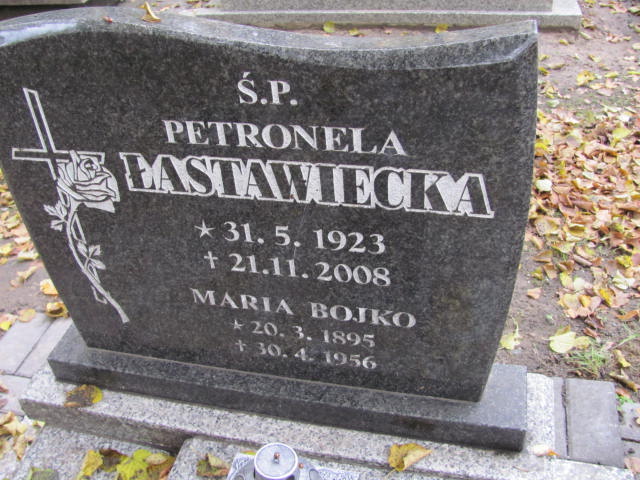 Ś.P.
PETRONELA
ŁASTAWIECKA
* 31. 5. 1923
† 21.11.2008
MARIA BOJKO
* 20. 3. 1895
† 30. 4. 1956